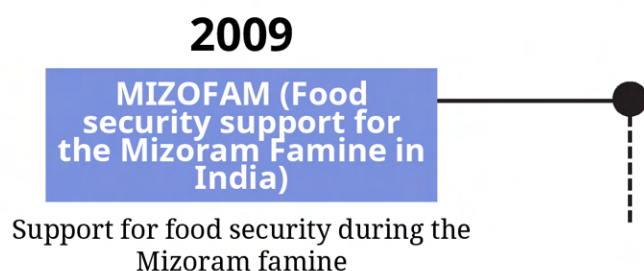 2009
MIZOFAM (Food
security support for
the Mizoram Famine in
India)
Support for food security during the
Mizoram famine